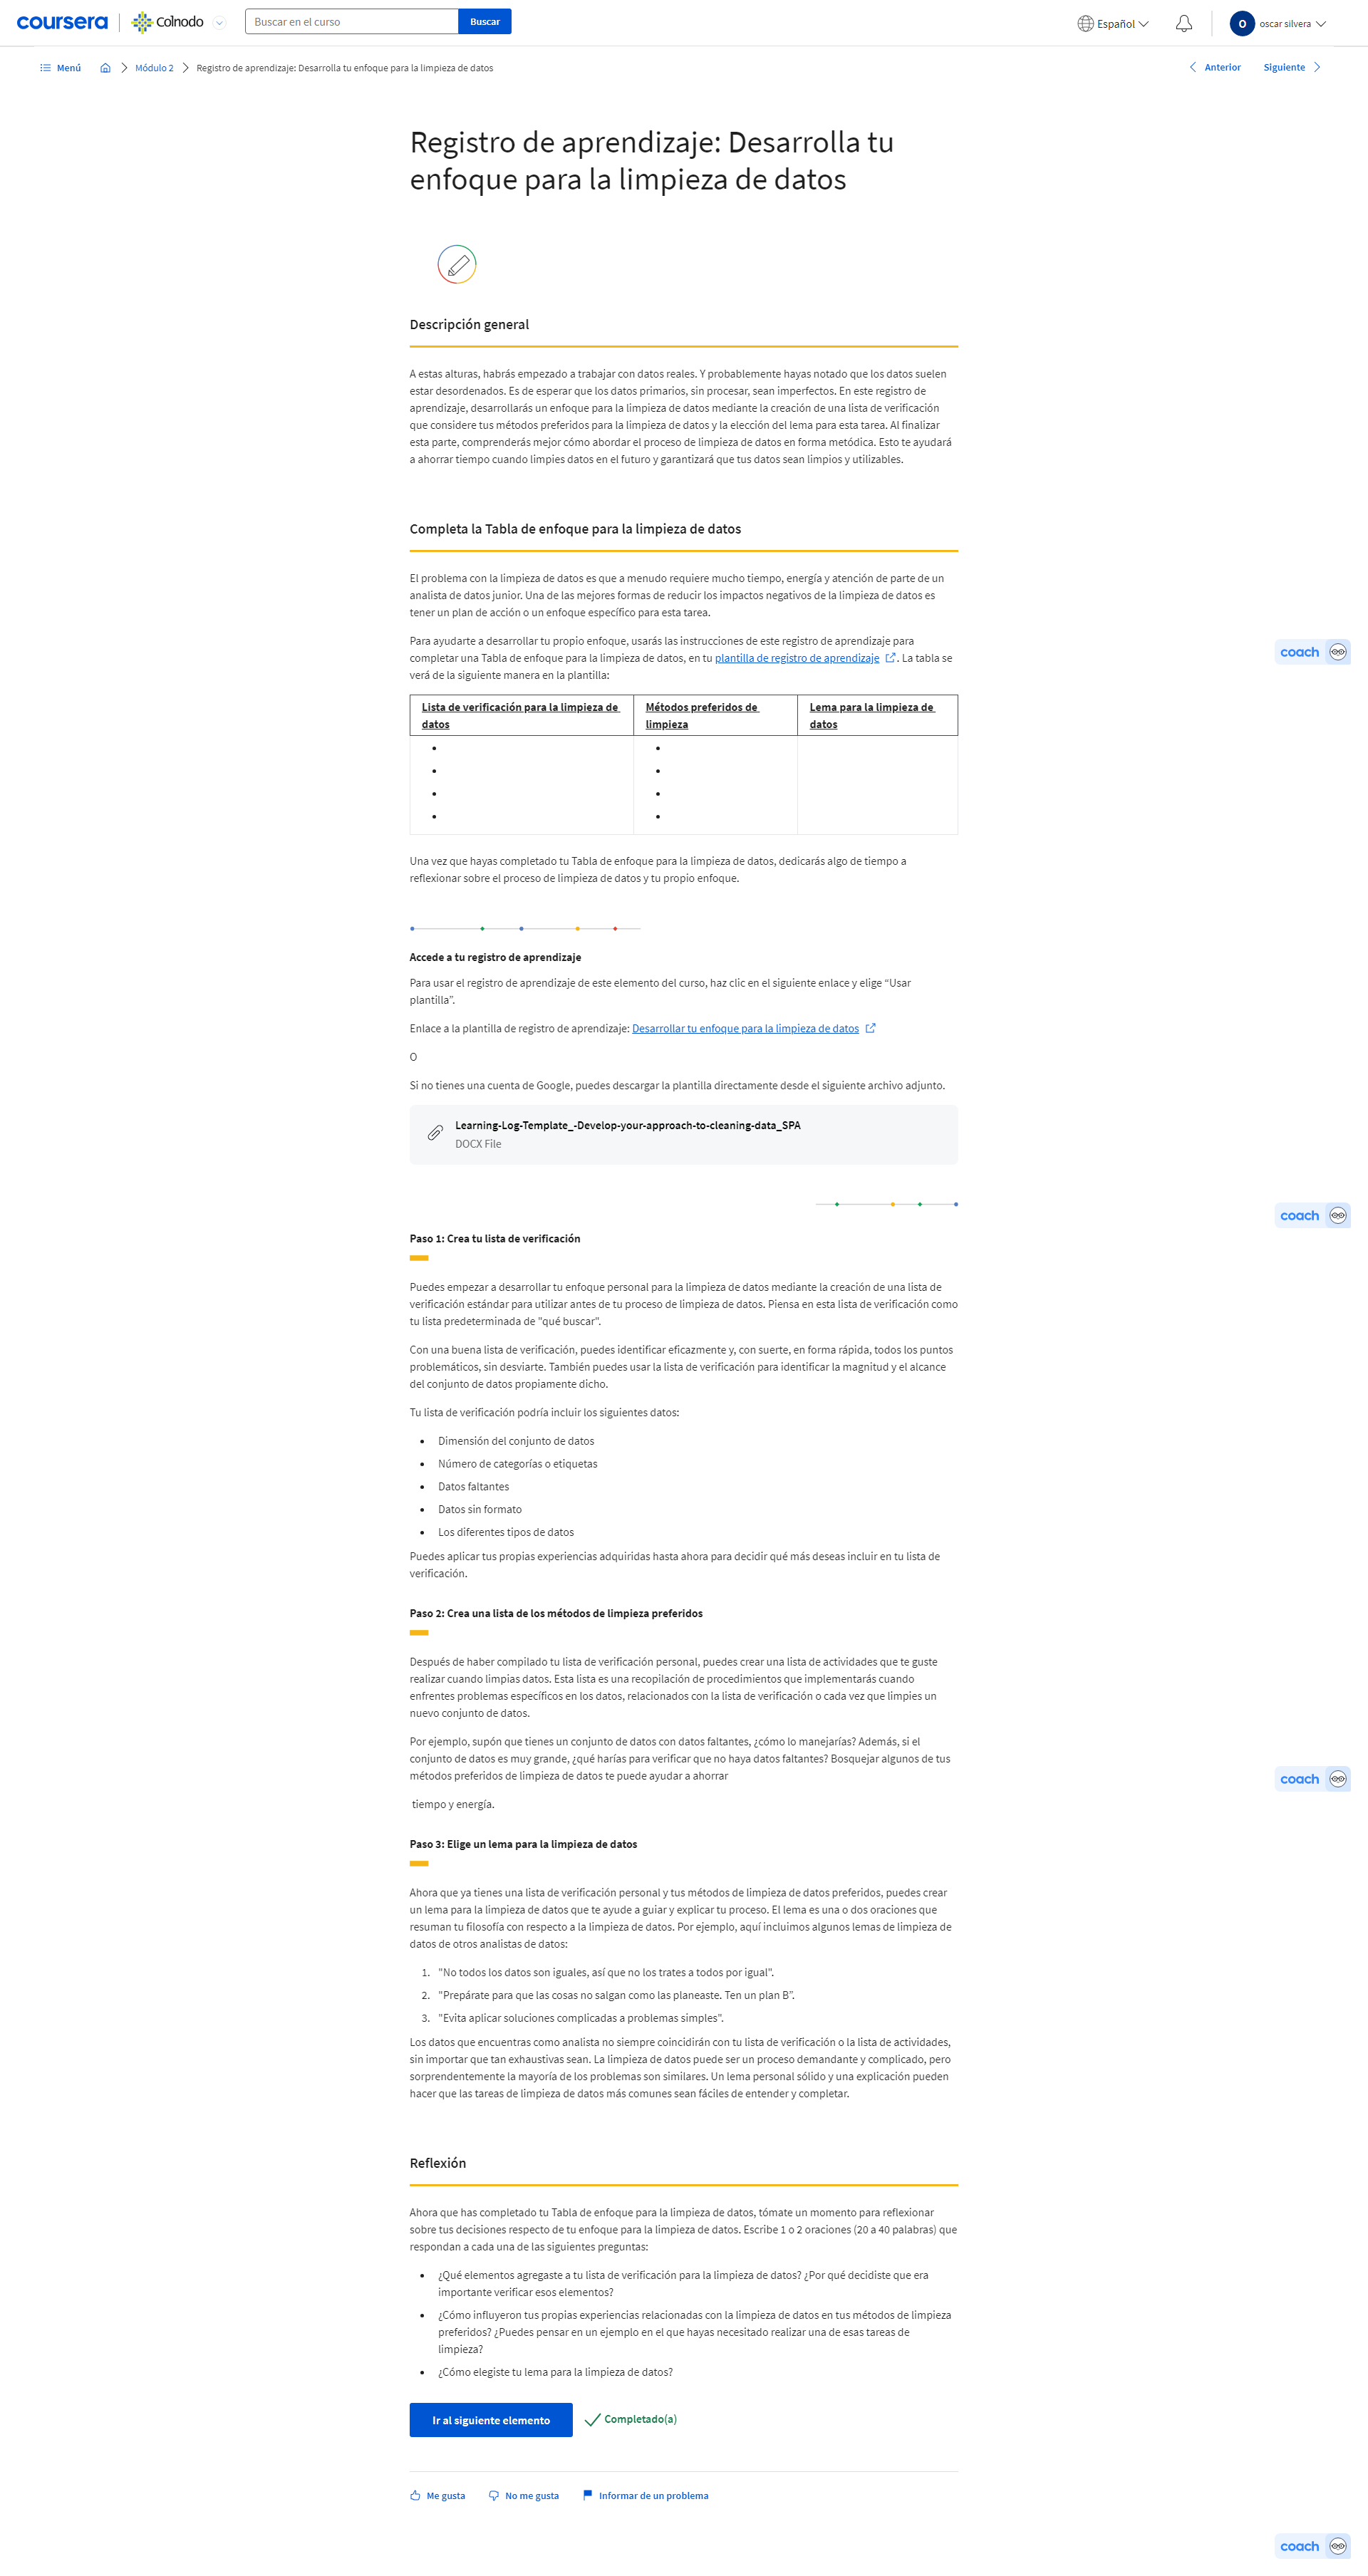 coursera
Colnodo
Buscar en el curso
Buscar
Español
O
oscar silvera
Menú
Módulo 2
Registro de aprendizaje: Desarrolla tu enfoque para la limpieza de datos
Anterior
Siguiente
Registro de aprendizaje: Desarrolla tu
enfoque para la limpieza de datos
Descripción general
A estas alturas, habrás empezado a trabajar con datos reales. Y probablemente hayas notado que los datos suelen
estar desordenados. Es de esperar que los datos primarios, sin procesar, sean imperfectos. En este registro de
aprendizaje, desarrollarás un enfoque para la limpieza de datos mediante la creación de una lista de verificación
que considere tus métodos preferidos para la limpieza de datos y la elección del lema para esta tarea. Al finalizar
esta parte, comprenderás mejor cómo abordar el proceso de limpieza de datos en forma metódica. Esto te ayudará
a ahorrar tiempo cuando limpies datos en el futuro y garantizará que tus datos sean limpios y utilizables.
Completa la Tabla de enfoque para la limpieza de datos
El problema con la limpieza de datos es que a menudo requiere mucho tiempo, energía y atención de parte de un
analista de datos junior. Una de las mejores formas de reducir los impactos negativos de la limpieza de datos es
tener un plan de acción o un enfoque específico para esta tarea.
Para ayudarte a desarrollar tu propio enfoque, usarás las instrucciones de este registro de aprendizaje para
completar una Tabla de enfoque para la limpieza de datos, en tu plantilla de registro de aprendizaje. La tabla se
verá de la siguiente manera en la plantilla:
Lista de verificación para la limpieza de
datos
Métodos preferidos de
limpieza
Lema para la limpieza de
datos
Una vez que hayas completado tu Tabla de enfoque para la limpieza de datos, dedicarás algo de tiempo a
reflexionar sobre el proceso de limpieza de datos y tu propio enfoque.
Accede a tu registro de aprendizaje
Para usar el registro de aprendizaje de este elemento del curso, haz clic en el siguiente enlace y elige “Usar
plantilla”.
Enlace a la plantilla de registro de aprendizaje: Desarrollar tu enfoque para la limpieza de datos
O
Si no tienes una cuenta de Google, puedes descargar la plantilla directamente desde el siguiente archivo adjunto.
Learning-Log-Template_-Develop-your-approach-to-cleaning-data_SPA
DOCX File
Paso 1: Crea tu lista de verificación
Puedes empezar a desarrollar tu enfoque personal para la limpieza de datos mediante la creación de una lista de
verificación estándar para utilizar antes de tu proceso de limpieza de datos. Piensa en esta lista de verificación como
tu lista predeterminada de "qué buscar".
Con una buena lista de verificación, puedes identificar eficazmente y, con suerte, en forma rápida, todos los puntos
problemáticos, sin desviarte. También puedes usar la lista de verificación para identificar la magnitud y el alcance
del conjunto de datos propiamente dicho.
Tu lista de verificación podría incluir los siguientes datos:
• Dimensión del conjunto de datos
• Número de categorías o etiquetas
• Datos faltantes
• Datos sin formato
• Los diferentes tipos de datos
Puedes aplicar tus propias experiencias adquiridas hasta ahora para decidir qué más deseas incluir en tu lista de
verificación.
Paso 2: Crea una lista de los métodos de limpieza preferidos
Después de haber compilado tu lista de verificación personal, puedes crear una lista de actividades que te guste
realizar cuando limpias datos. Esta lista es una recopilación de procedimientos que implementarás cuando
enfrentes problemas específicos en los datos, relacionados con la lista de verificación o cada vez que limpies un
nuevo conjunto de datos.
Por ejemplo, supón que tienes un conjunto de datos con datos faltantes, ¿cómo lo manejarías? Además, si el
conjunto de datos es muy grande, ¿qué harías para verificar que no haya datos faltantes? Bosquejar algunos de tus
métodos preferidos de limpieza de datos te puede ayudar a ahorrar
tiempo y energía.
Paso 3: Elige un lema para la limpieza de datos
Ahora que ya tienes una lista de verificación personal y tus métodos de limpieza de datos preferidos, puedes crear
un lema para la limpieza de datos que te ayude a guiar y explicar tu proceso. El lema es una o dos oraciones que
resuman tu filosofía con respecto a la limpieza de datos. Por ejemplo, aquí incluimos algunos lemas de limpieza de
datos de otros analistas de datos:
1. "No todos los datos son iguales, así que no los trates a todos por igual".
2. "Prepárate para que las cosas no salgan como las planeaste. Ten un plan B”.
3. "Evita aplicar soluciones complicadas a problemas simples".
Los datos que encuentras como analista no siempre coincidirán con tu lista de verificación o la lista de actividades,
sin importar que tan exhaustivas sean. La limpieza de datos puede ser un proceso demandante y complicado, pero
sorprendentemente la mayoría de los problemas son similares. Un lema personal sólido y una explicación pueden
hacer que las tareas de limpieza de datos más comunes sean fáciles de entender y completar.
Reflexión
Ahora que has completado tu Tabla de enfoque para la limpieza de datos, tómate un momento para reflexionar
sobre tus decisiones respecto de tu enfoque para la limpieza de datos. Escribe 1 o 2 oraciones (20 a 40 palabras) que
respondan a cada una de las siguientes preguntas:
• ¿Qué elementos agregaste a tu lista de verificación para la limpieza de datos? ¿Por qué decidiste que era
importante verificar esos elementos?
• ¿Cómo influyeron tus propias experiencias relacionadas con la limpieza de datos en tus métodos de limpieza
preferidos? ¿Puedes pensar en un ejemplo en el que hayas necesitado realizar una de esas tareas de
limpieza?
• ¿Cómo elegiste tu lema para la limpieza de datos?
Ir al siguiente elemento
Completado(a)
Me gusta
No me gusta
Informar de un problema
coach
coach
coach
coach